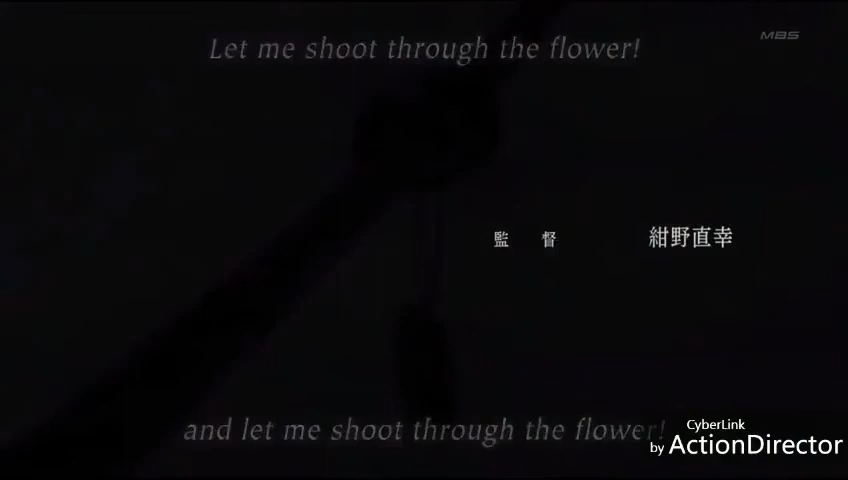 Let me shoot through the flower!
MBS
監 督 紺野直幸
and let me shoot through the flower!
CyberLink
by ActionDirector